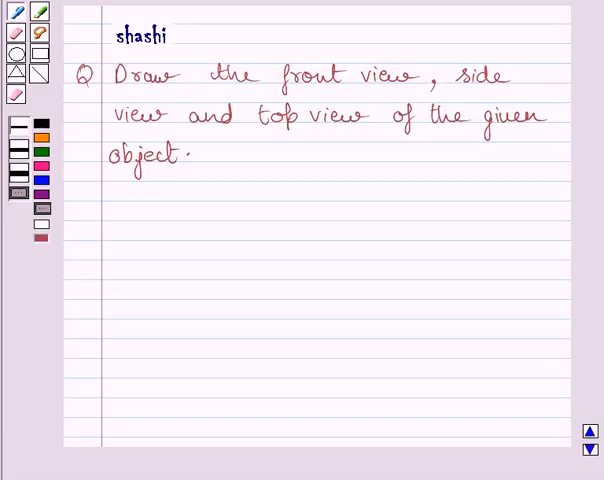 shashi
Q Draw the front view, side
view and top view of the given
object.